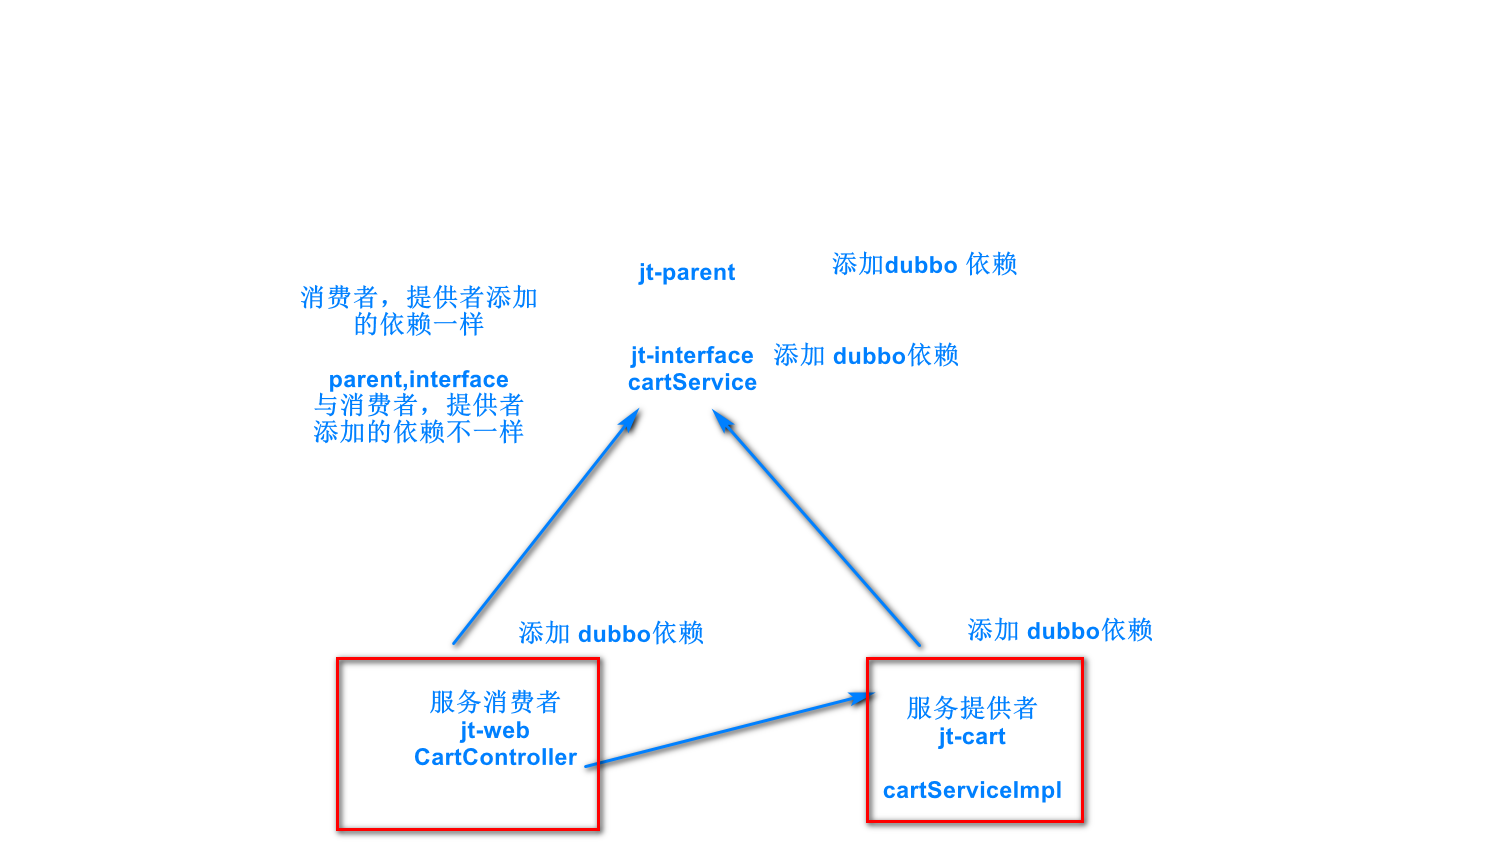 jt-parent
添加dubbo 依赖
消费者，提供者添加
的依赖一样
jt-interface
cartService
添加 dubbo依赖
parent,interface
与消费者，提供者
添加的依赖不一样
添加 dubbo依赖
添加 dubbo依赖
服务消费者
jt-web
CartController
服务提供者
jt-cart
cartServiceImpl